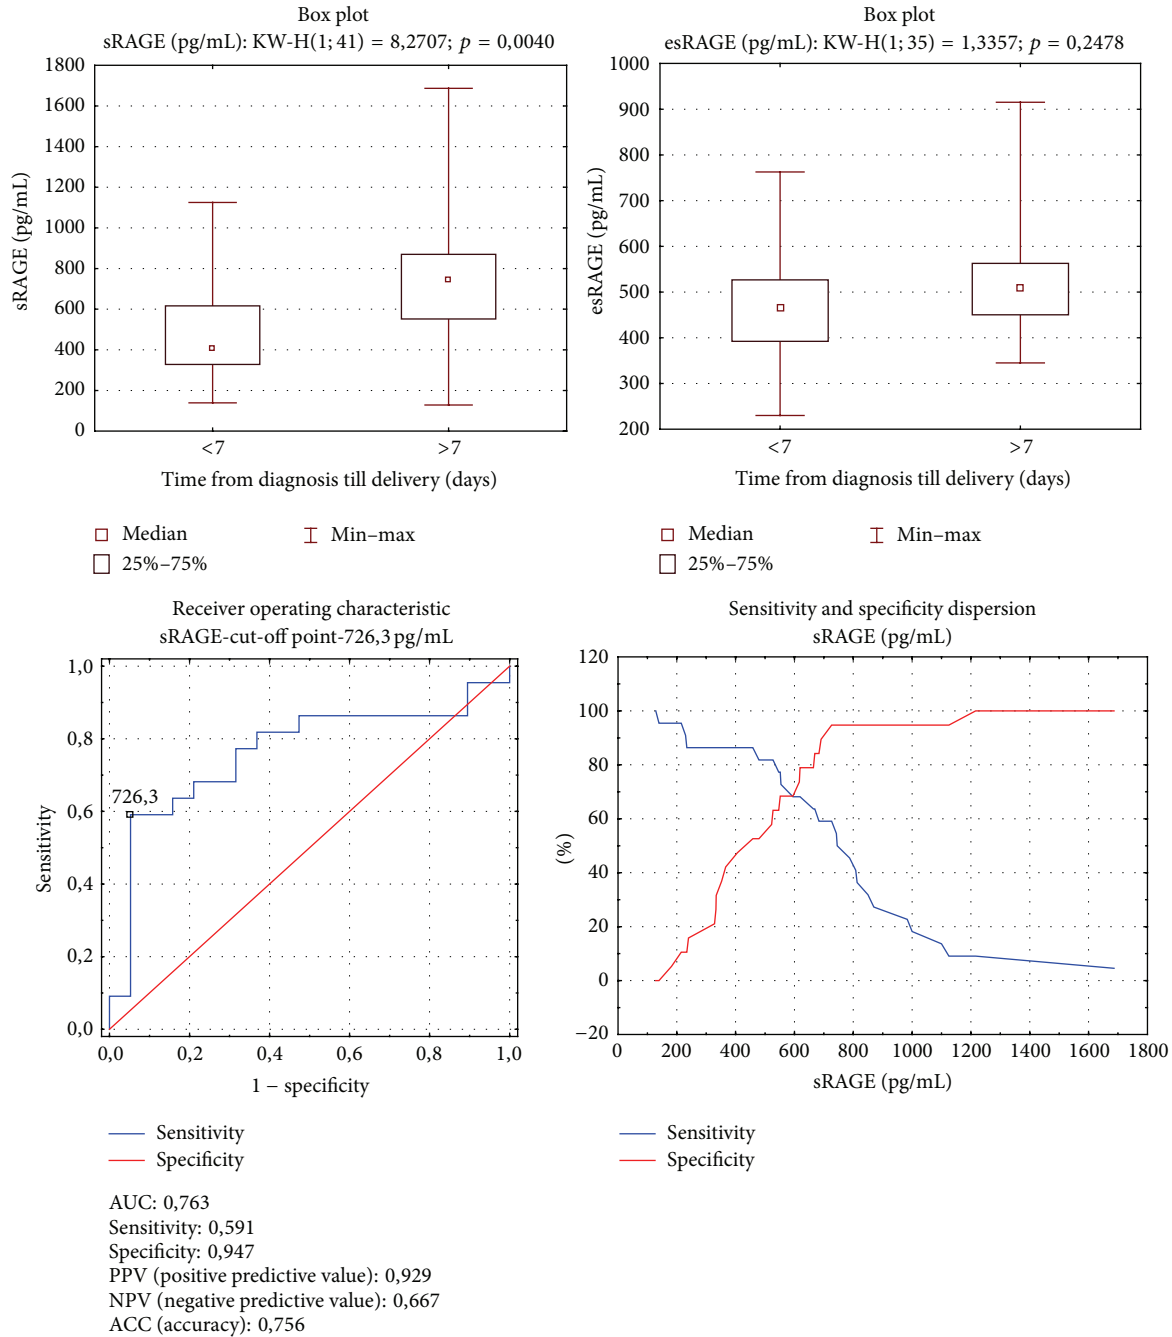 Box plot
sRAGE (pg/mL): KW-H(1; 41) = 8,2707; p = 0,0040
1800
1600
1400
1200
1000
800
600
400
200
0
sRAGE (pg/mL)
<7
>7
Time from diagnosis till delivery (days)
Median
Min–max
25%–75%
Box plot
esRAGE (pg/mL): KW-H(1; 35) = 1,3357; p = 0,2478
1000
900
800
700
600
500
400
300
200
esRAGE (pg/mL)
<7
>7
Time from diagnosis till delivery (days)
Median
Min–max
25%–75%
Receiver operating characteristic
sRAGE-cut-off point-726,3 pg/mL
1,0
0,8
0,6
0,4
0,2
0,0
Sensitivity
726,3
0,0
0,2
0,4
0,6
0,8
1,0
1 − specificity
Sensitivity
Specificity
AUC: 0,763
Sensitivity: 0,591
Specificity: 0,947
PPV (positive predictive value): 0,929
NPV (negative predictive value): 0,667
ACC (accuracy): 0,756
Sensitivity and specificity dispersion
sRAGE (pg/mL)
120
100
80
60
40
20
0
−20
(%)
0
200
400
600
800
1000
1200
1400
1600
1800
sRAGE (pg/mL)
Sensitivity
Specificity